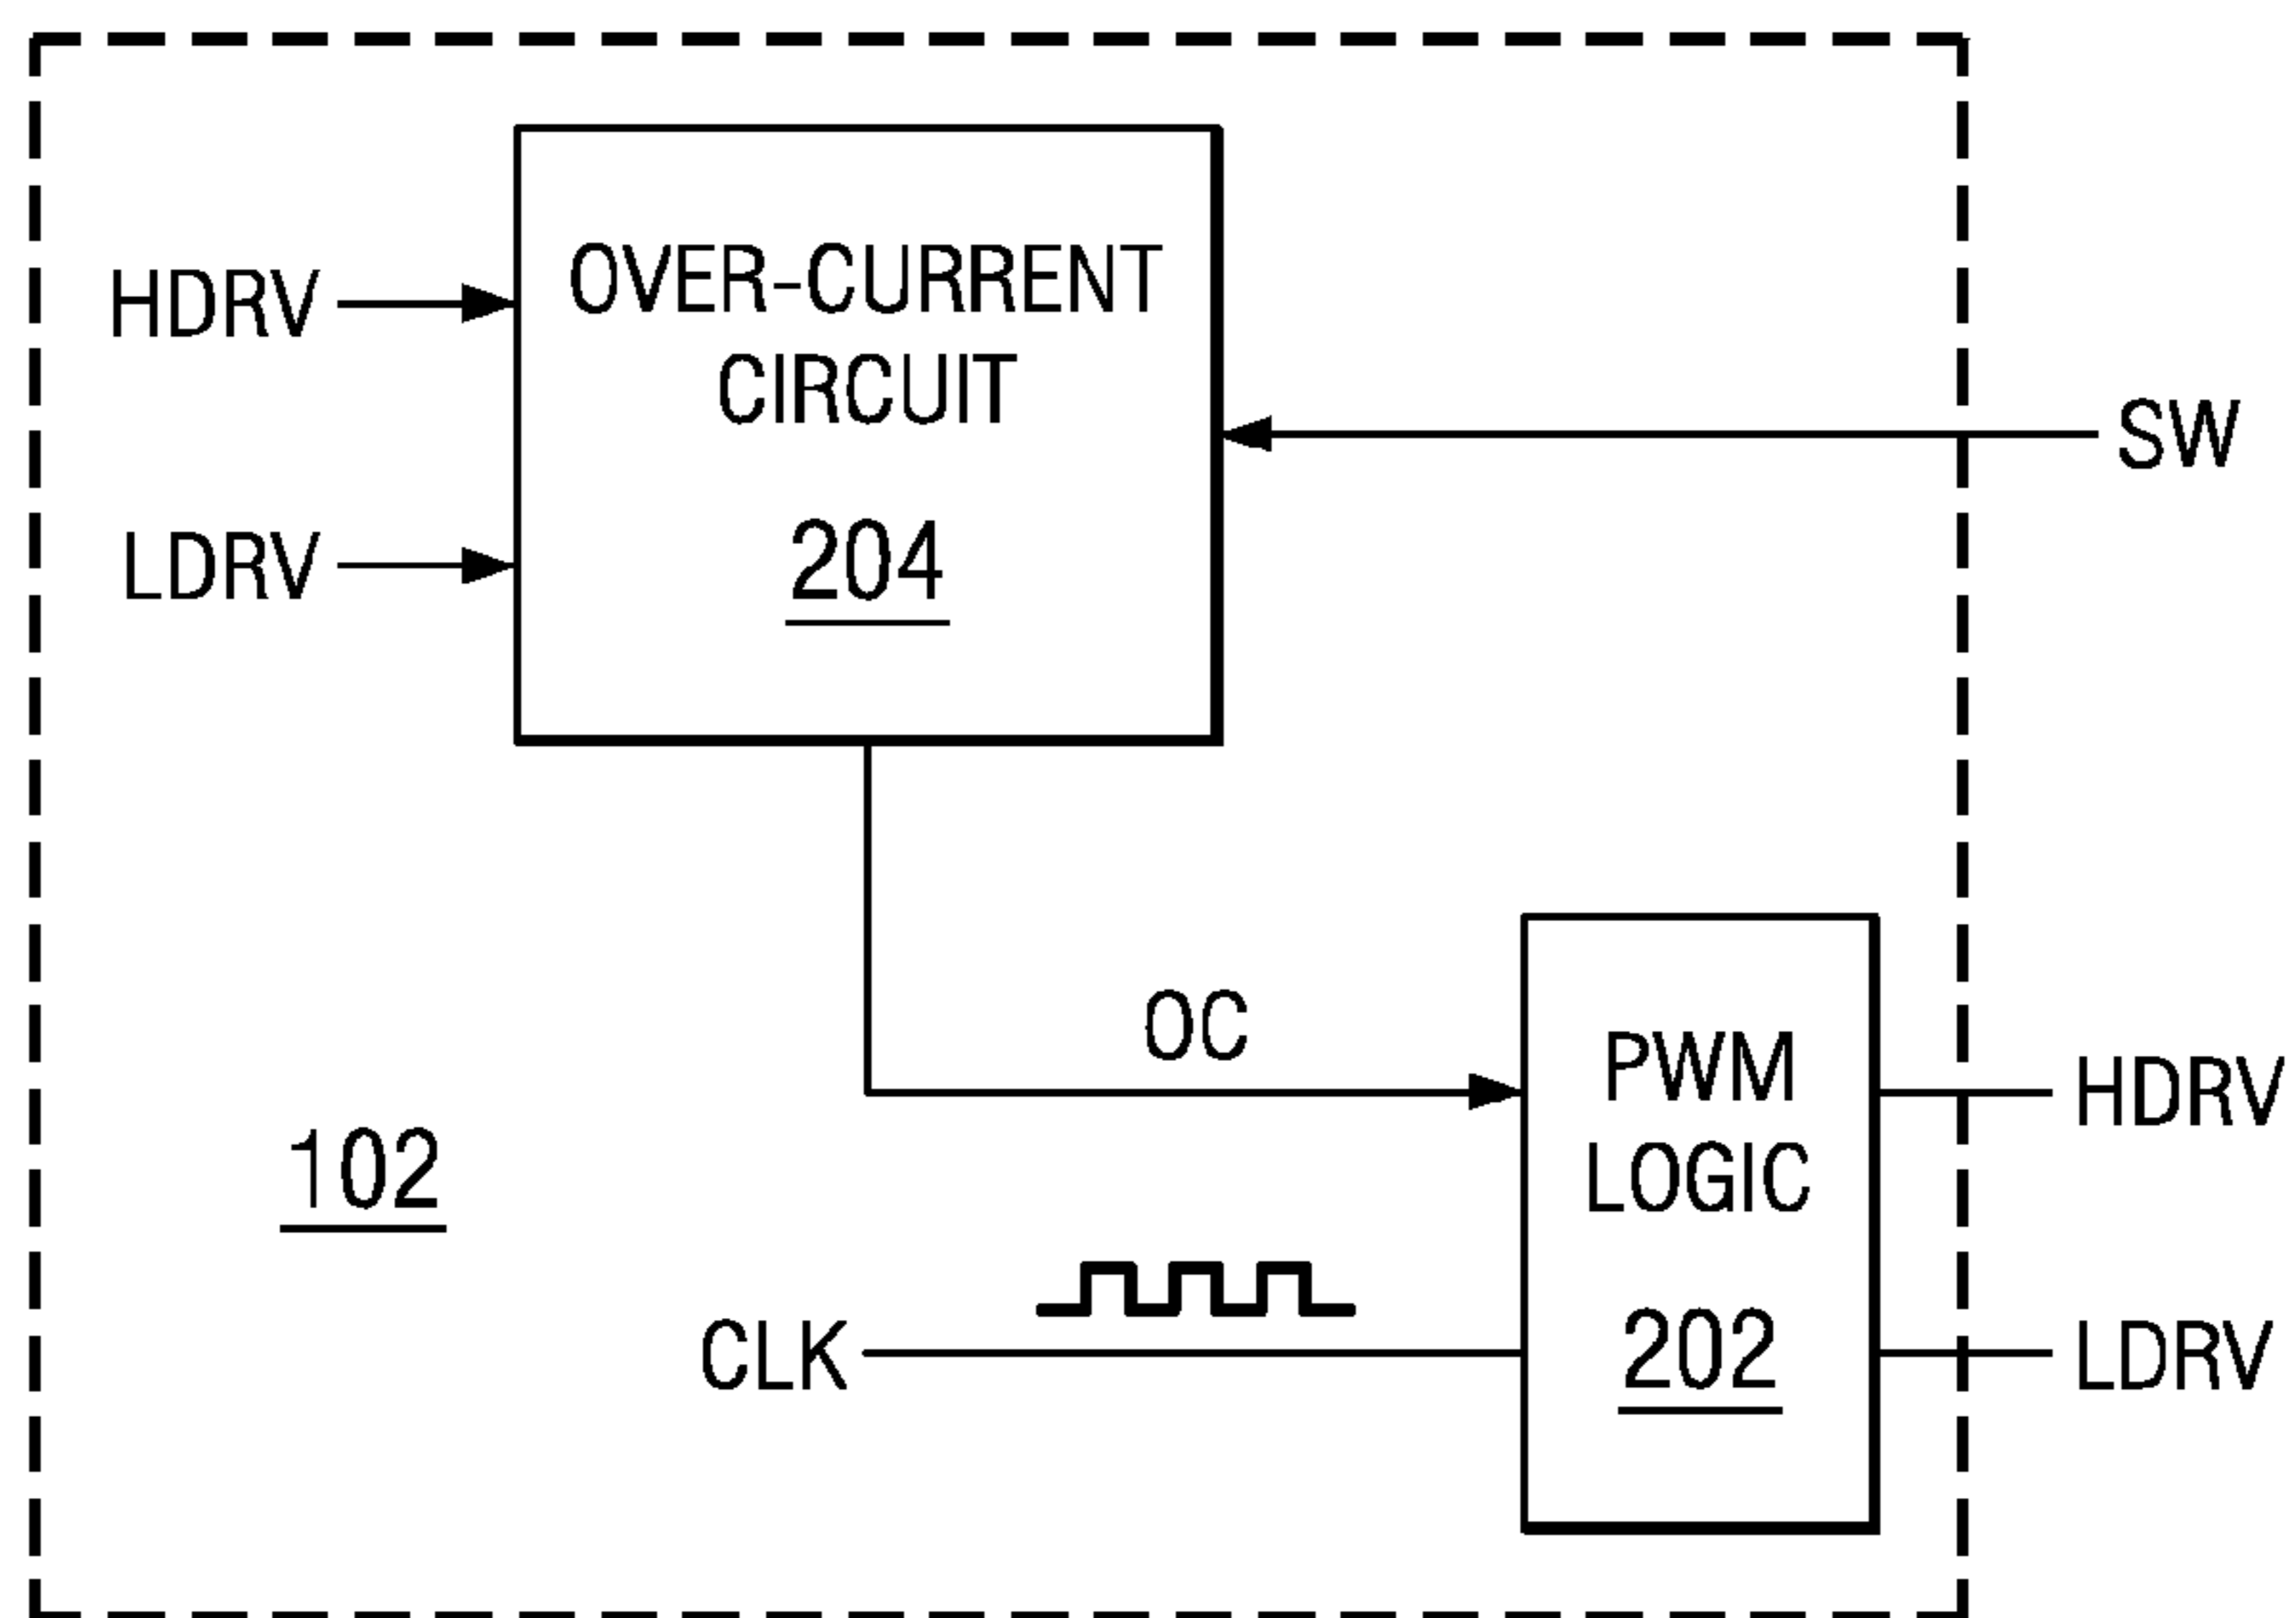 OVER-CURRENT
CIRCUIT
204
HDRV
LDRV
SW
OC
PWM
LOGIC
202
HDRV
LDRV
102
CLK